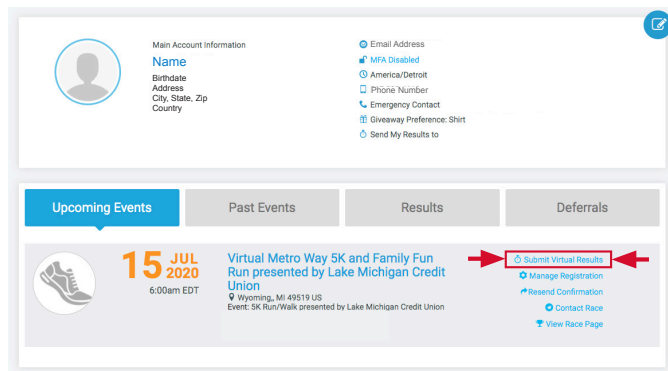 Main Account Information
Name
Birthdate
Address
City, State, Zip
Country
Email Address
MFA Disabled
America/Detroit
Phone Number
Emergency Contact
Giveaway Preference: Shirt
Send My Results to
Upcoming Events
Past Events
Results
Deferrals
15 JUL 2020
6:00am EDT
Virtual Metro Way 5K and Family Fun
Run presented by Lake Michigan Credit
Union
Wyoming,, MI 49519 US
Event: 5K Run/Walk presented by Lake Michigan Credit Union
Submit Virtual Results
Manage Registration
Resend Confirmation
Contact Race
View Race Page